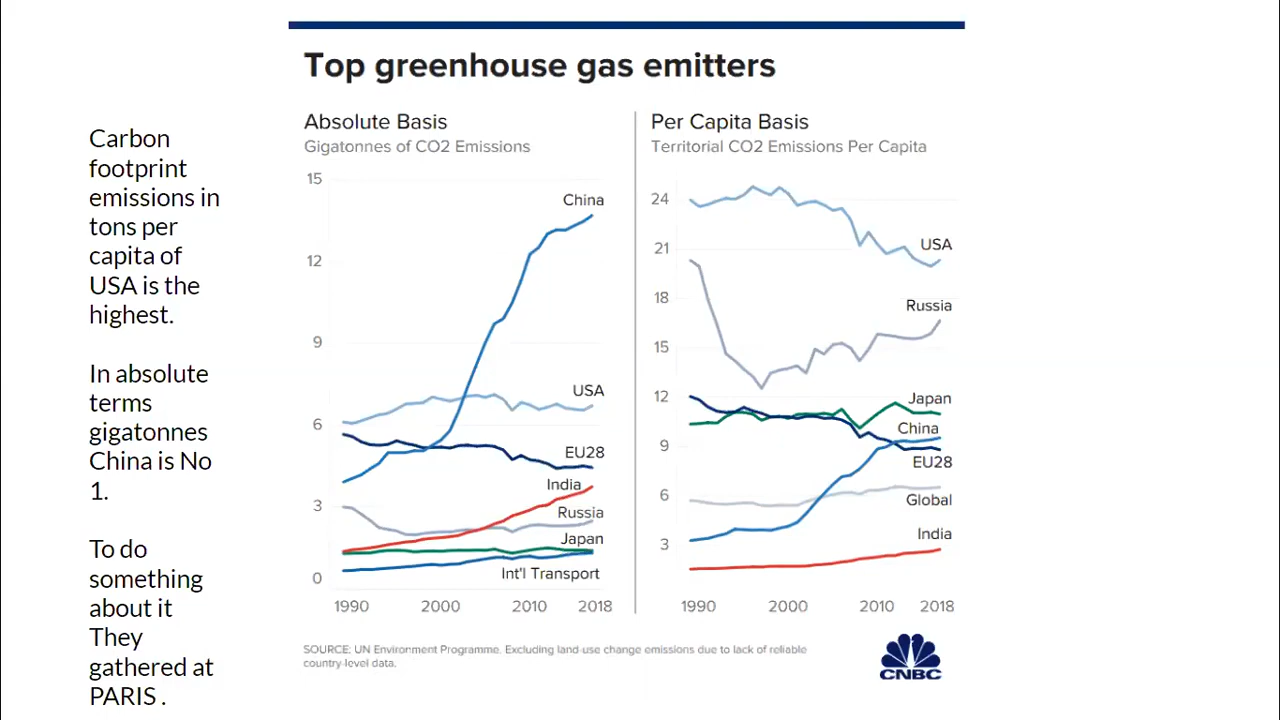 Top greenhouse gas emitters
Carbon
footprint
emissions in
tons per
capita of
USA is the
highest.
In absolute
terms
gigatonnes
China is No
1.
To do
something
about it
They
gathered at
PARIS .
Absolute Basis
Gigatonnes of CO2 Emissions
15
12
9
6
3
0
China
USA
EU28
India
Russia
Japan
Int'l Transport
1990 2000 2010 2018
Per Capita Basis
Territorial CO2 Emissions Per Capita
24
21
18
15
12
9
6
3
USA
Russia
Japan
China
EU28
Global
India
1990 2000 2010 2018
SOURCE: UN Environment Programme. Excluding land-use change emissions due to lack of reliable
country-level data.
CNBC